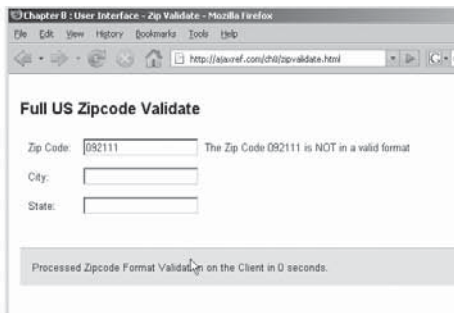 Chapter 8 : User Interface - Zip Validate - Mozilla Firefox
File Edit View History Bookmarks Tools Help
http://ajaxref.com/ch8/zipvalidate.html
Full US Zipcode Validate
Zip Code: 092111 The Zip Code 092111 is NOT in a valid format
City:
State:
Processed Zipcode Format Validation on the Client in 0 seconds.